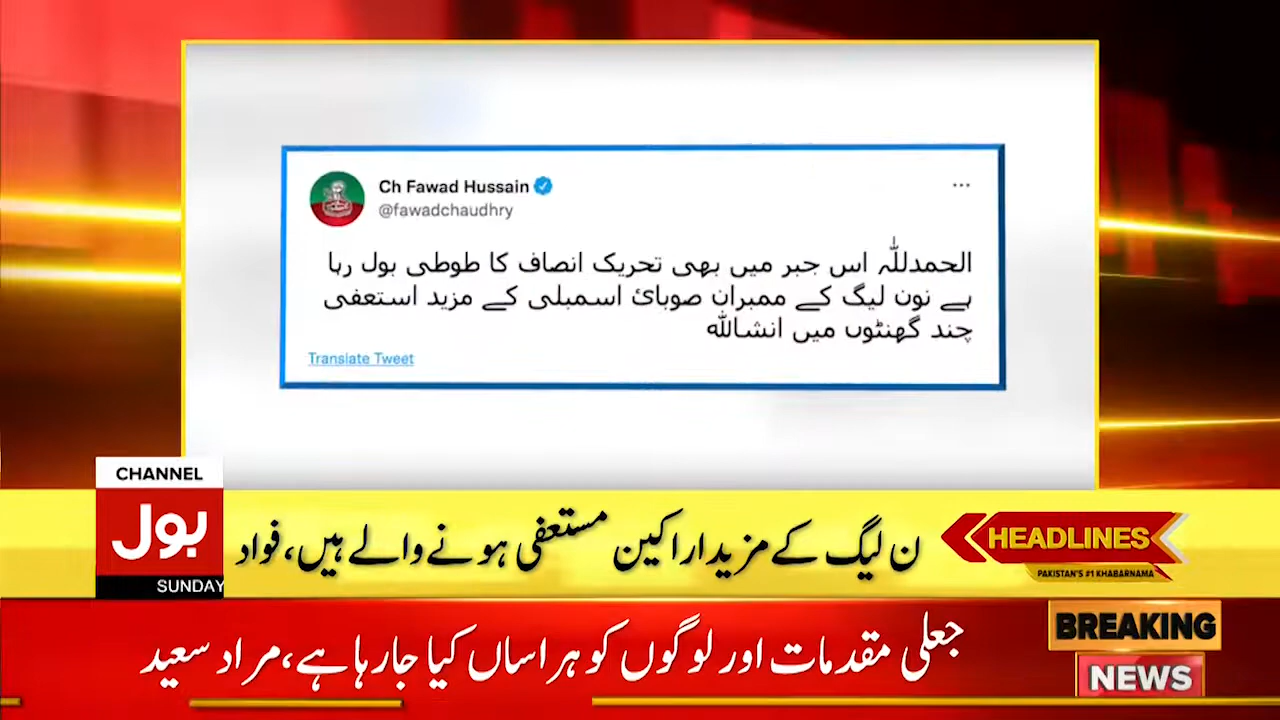 Ch Fawad Hussain
@fawadchaudhry
الحمدللّٰہ اس جبر میں بھی تحریک انصاف کا طوطی بول رہا
ہے نون لیگ کے ممبران صوبائ اسمبلی کے مزید استعفی
چند گھنٹوں میں انشاللہ
Translate Tweet
CHANNEL
بول
SUNDAY
ن لیگ کے مزید اراکین مستعفی ہونے والے ہیں، فواد
HEADLINES
PAKISTAN'S #1 KHABARNAMA
جعلی مقدمات اور لوگوں کو ہراساں کیا جارہا ہے، مراد سعید
BREAKING
NEWS